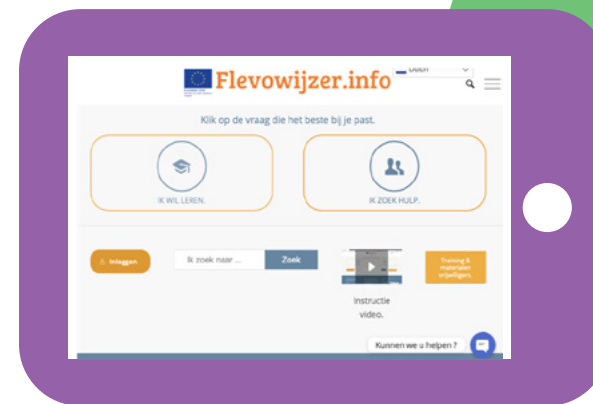 Flevowijzer.info
Klik op de vraag die het beste bij je past.
IK WIL LEREN.
IK ZOEK HULP.
Inloggen
Ik zoek naar ...
Zoek
Instructie
video.
Training &
materialen
vrijwilligers
Kunnen we u helpen ?